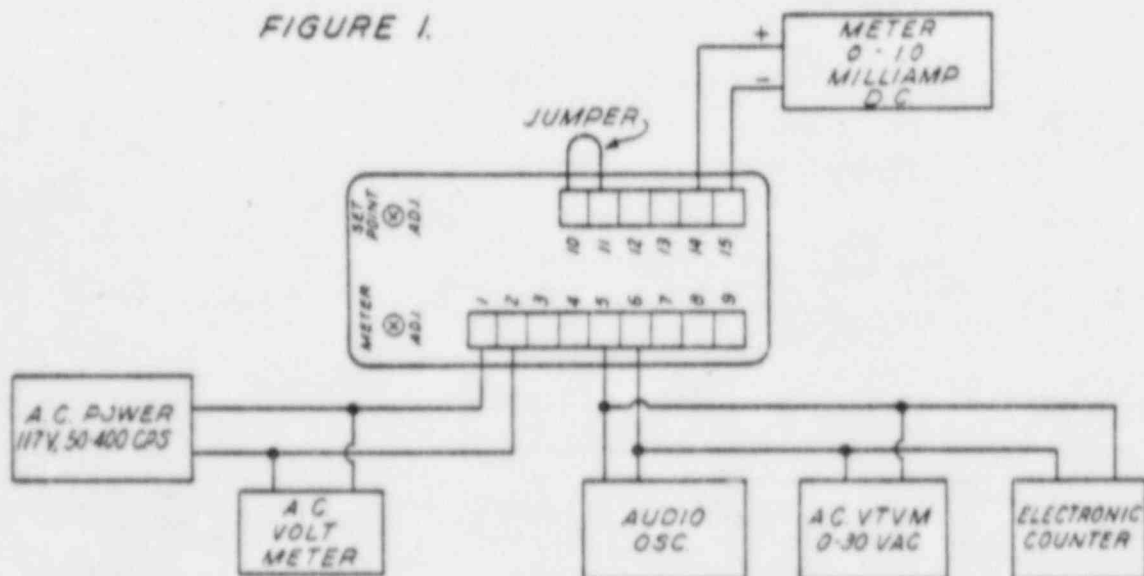 FIGURE 1.
+
-
METER
0-1.0
MILLIAMP
D.C.
JUMPER
SET
POINT
ADJ.
10
11
12
13
14
15
METER
ADJ.
1
2
3
4
5
6
7
8
9
A.C. POWER
117V, 50-400 CPS
A.C.
VOLT
METER
AUDIO
OSC.
A.C. VTVM
0-30 VAC
ELECTRONIC
COUNTER